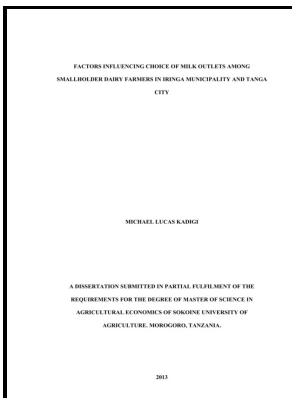 FACTORS INFLUENCING CHOICE OF MILK OUTLETS AMONG
SMALLHOLDER DAIRY FARMERS IN IRINGA MUNICIPALITY AND TANGA
CITY
MICHAEL LUCAS KADIGI
A DISSERTATION SUBMITTED IN PARTIAL FULFILMENT OF THE
REQUIREMENTS FOR THE DEGREE OF MASTER OF SCIENCE IN
AGRICULTURAL ECONOMICS OF SOKOINE UNIVERSITY OF
AGRICULTURE. MOROGORO, TANZANIA.
2013